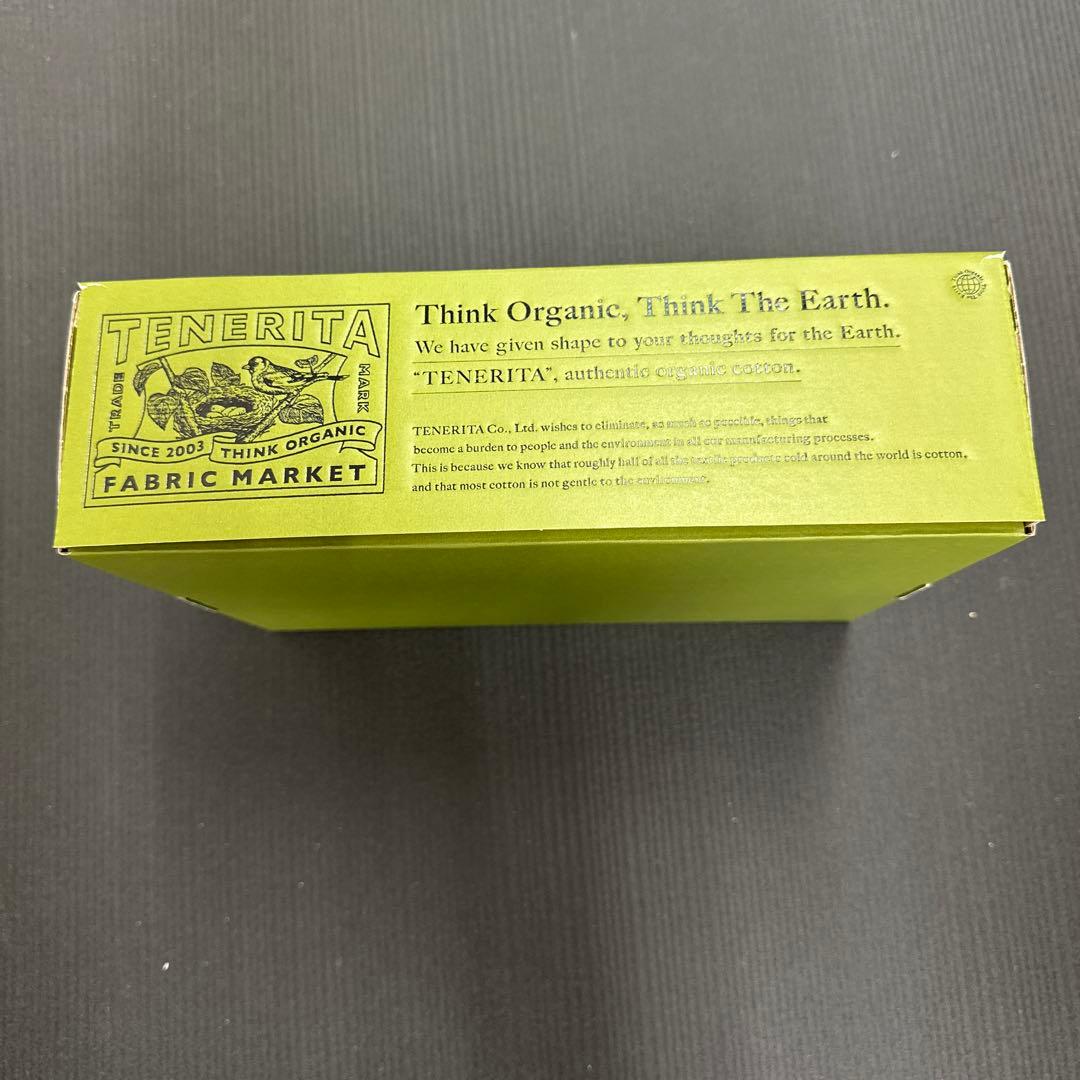 TENERITA
TRADE
MARK
SINCE 2003
THINK ORGANIC
FABRIC MARKET
Think Organic, Think The Earth.
We have given shape to your thoughts for the Earth.
“TENERITA”, authentic organic cotton.
TENERITA Co., Ltd. wishes to eliminate, as much as possible, things that
become a burden to people and the environment in all our manufacturing processes.
This is because we know that roughly half of all the textile products sold around the world is cotton,
and that most cotton is not gentle to the environment.